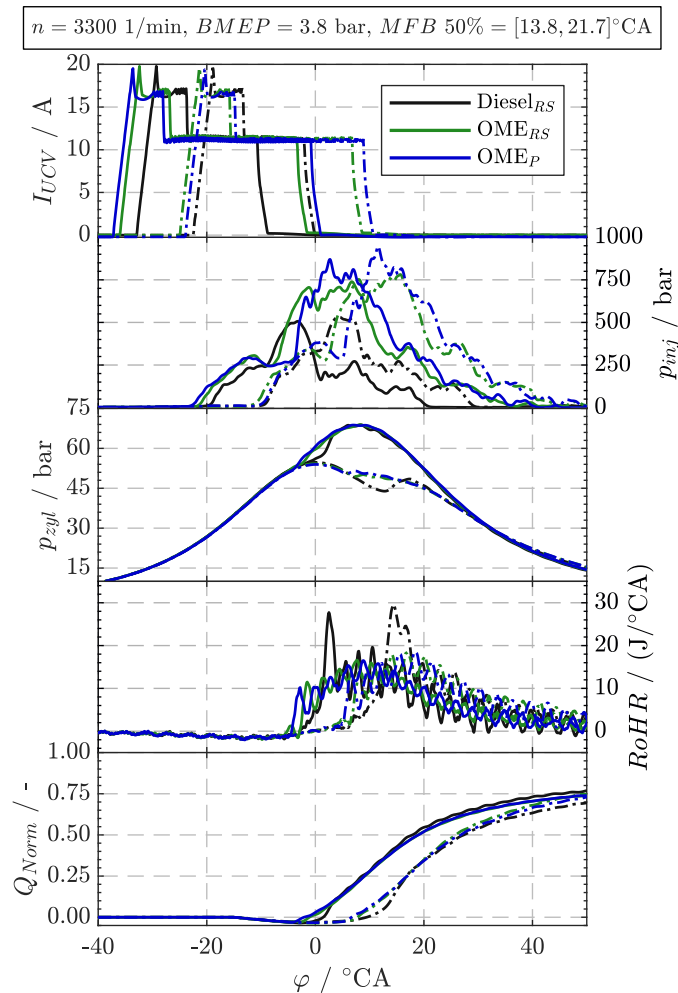 n = 3300 1/min, BMEP = 3.8 bar, MFB 50% = [13.8, 21.7]°CA
20
15
10
5
0
I_UCV / A
Diesel_RS
OME_RS
OME_P
1000
750
500
250
0
p_inj / bar
75
60
45
30
15
p_zyl / bar
30
20
10
0
RoHR / (J/°CA)
1.00
0.75
0.50
0.25
0.00
Q_Norm / -
-40 -20 0 20 40
φ / °CA